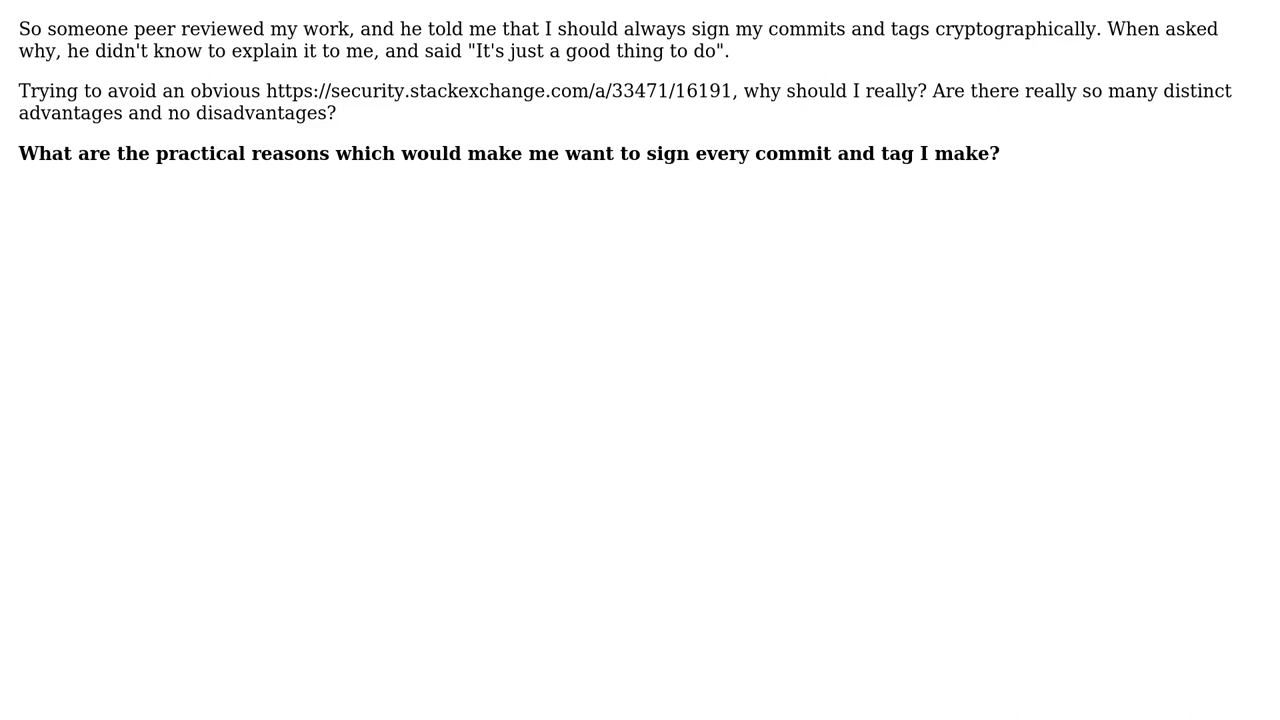 So someone peer reviewed my work, and he told me that I should always sign my commits and tags cryptographically. When asked
why, he didn't know to explain it to me, and said "It's just a good thing to do".
Trying to avoid an obvious https://security.stackexchange.com/a/33471/16191, why should I really? Are there really so many distinct
advantages and no disadvantages?
What are the practical reasons which would make me want to sign every commit and tag I make?